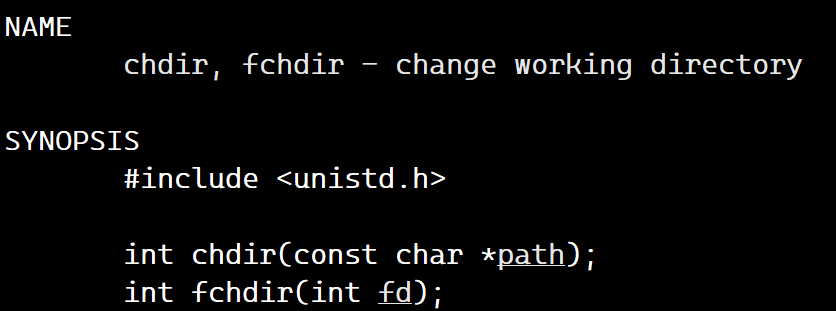 NAME
chdir, fchdir - change working directory
SYNOPSIS
#include <unistd.h>
int chdir(const char *path);
int fchdir(int fd);